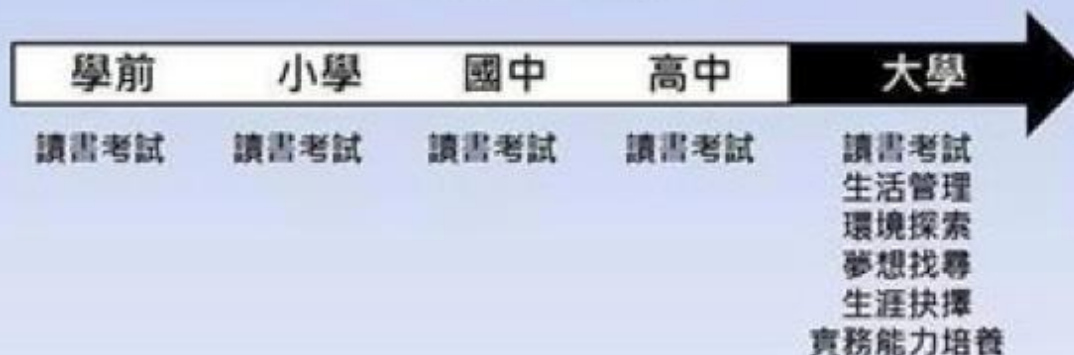 學前 小學 國中 高中 大學
讀書考試 讀書考試 讀書考試 讀書考試 讀書考試
生活管理
環境探索
夢想找尋
生涯抉擇
實務能力培養